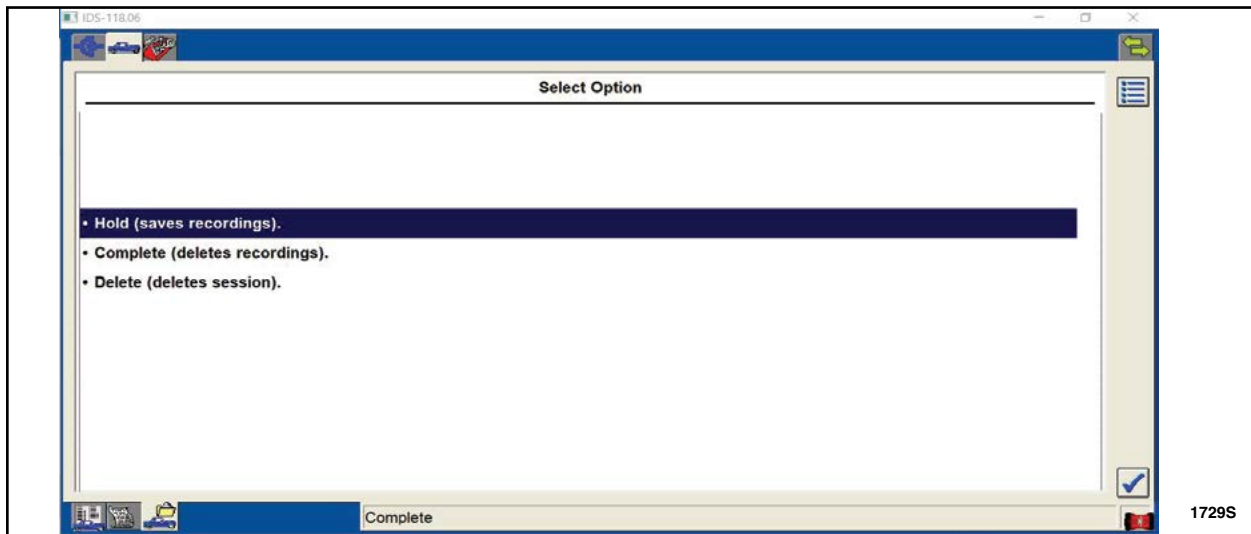 IDS-118.06
Select Option
• Hold (saves recordings).
• Complete (deletes recordings).
• Delete (deletes session).
Complete
1729S